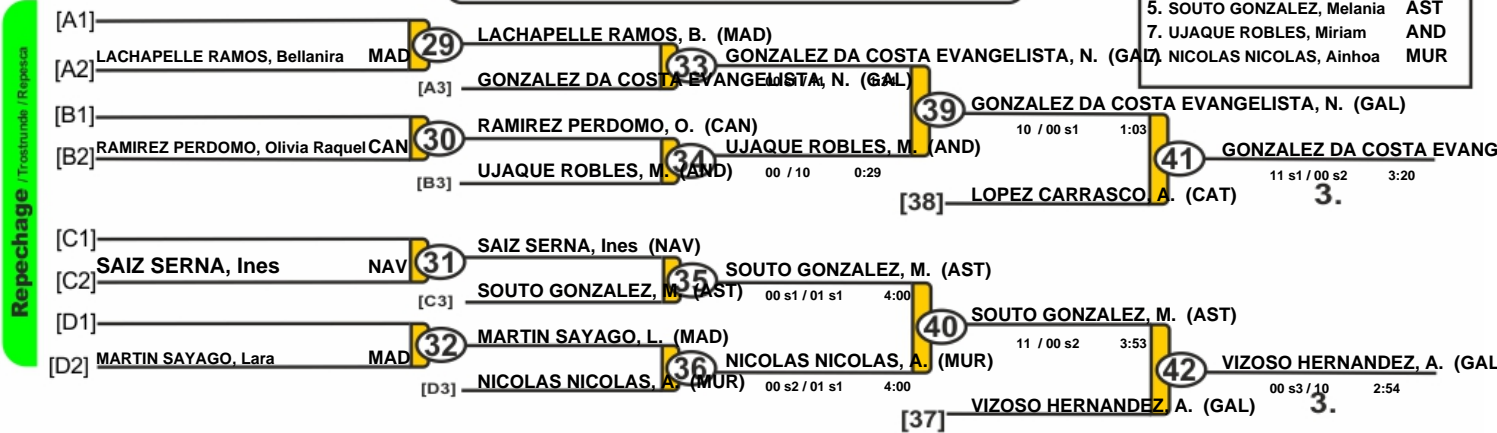 5. SOUTO GONZALEZ, Melania AST
7. UJAQUE ROBLES, Miriam AND
7. NICOLAS NICOLAS, Ainhoa MUR
Repechage / Trostrunde / Repesca
[A1]
[A2] LACHAPELLE RAMOS, Bellanira MAD
29
LACHAPELLE RAMOS, B. (MAD)
[A3] GONZALEZ DA COSTA EVANGELISTA, N. (GAL)
33
GONZALEZ DA COSTA EVANGELISTA, N. (GAL)
[B1]
[B2] RAMIREZ PERDOMO, Olivia Raquel CAN
30
RAMIREZ PERDOMO, O. (CAN)
[B3] UJAQUE ROBLES, M. (AND)
34
UJAQUE ROBLES, M. (AND)
00 / 10 0:29
39
GONZALEZ DA COSTA EVANGELISTA, N. (GAL)
10 / 00 s1 1:03
[38] LOPEZ CARRASCO, A. (CAT)
41
GONZALEZ DA COSTA EVANG
11 s1 / 00 s2 3:20
3.
[C1]
[C2] SAIZ SERNA, Ines NAV
31
SAIZ SERNA, Ines (NAV)
[C3] SOUTO GONZALEZ, M. (AST)
35
SOUTO GONZALEZ, M. (AST)
00 s1 / 01 s1 4:00
[D1]
[D2] MARTIN SAYAGO, Lara MAD
32
MARTIN SAYAGO, L. (MAD)
[D3] NICOLAS NICOLAS, A. (MUR)
36
NICOLAS NICOLAS, A. (MUR)
00 s2 / 01 s1 4:00
40
SOUTO GONZALEZ, M. (AST)
11 / 00 s2 3:53
[37] VIZOSO HERNANDEZ, A. (GAL)
42
VIZOSO HERNANDEZ, A. (GAL
00 s3 / 10 2:54
3.